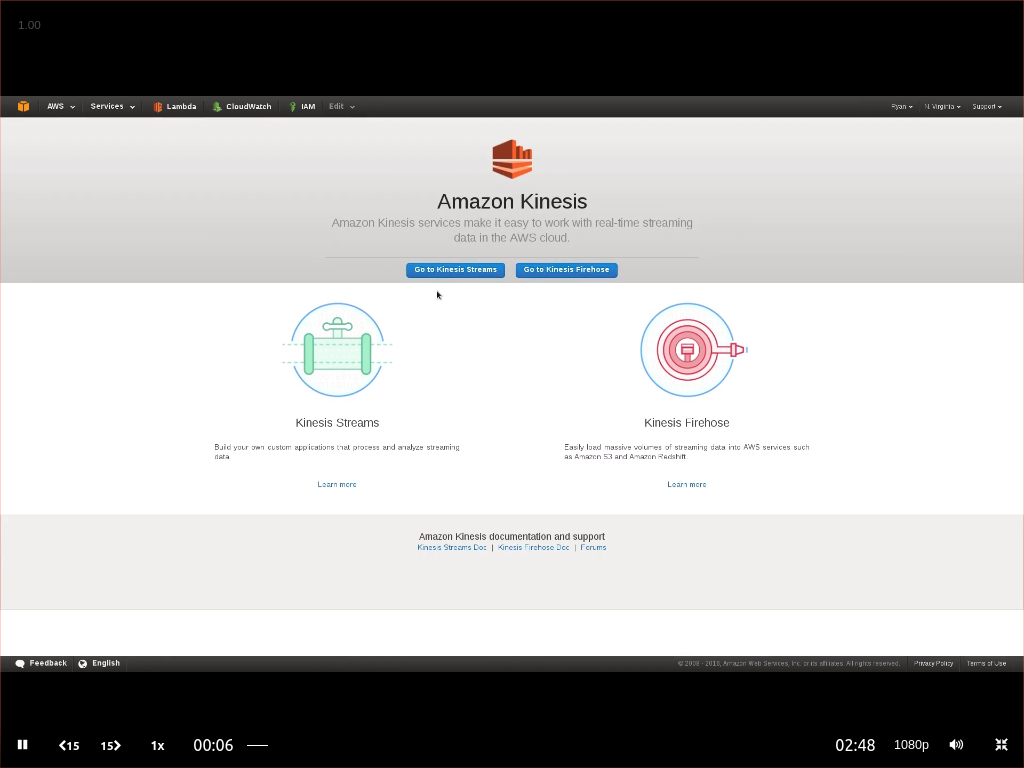 1.00
AWS Services Lambda CloudWatch IAM Edit Ryan N. Virginia Support
Amazon Kinesis
Amazon Kinesis services make it easy to work with real-time streaming
data in the AWS cloud.
Go to Kinesis Streams Go to Kinesis Firehose
Kinesis Streams
Build your own custom applications that process and analyze streaming
data.
Learn more
Kinesis Firehose
Easily load massive volumes of streaming data into AWS services such
as Amazon S3 and Amazon Redshift.
Learn more
Amazon Kinesis documentation and support
Kinesis Streams Doc | Kinesis Firehose Doc | Forums
Feedback English © 2008 - 2016, Amazon Web Services, Inc. or its affiliates. All rights reserved. Privacy Policy Terms of Use
15 15 1x 00:06 02:48 1080p